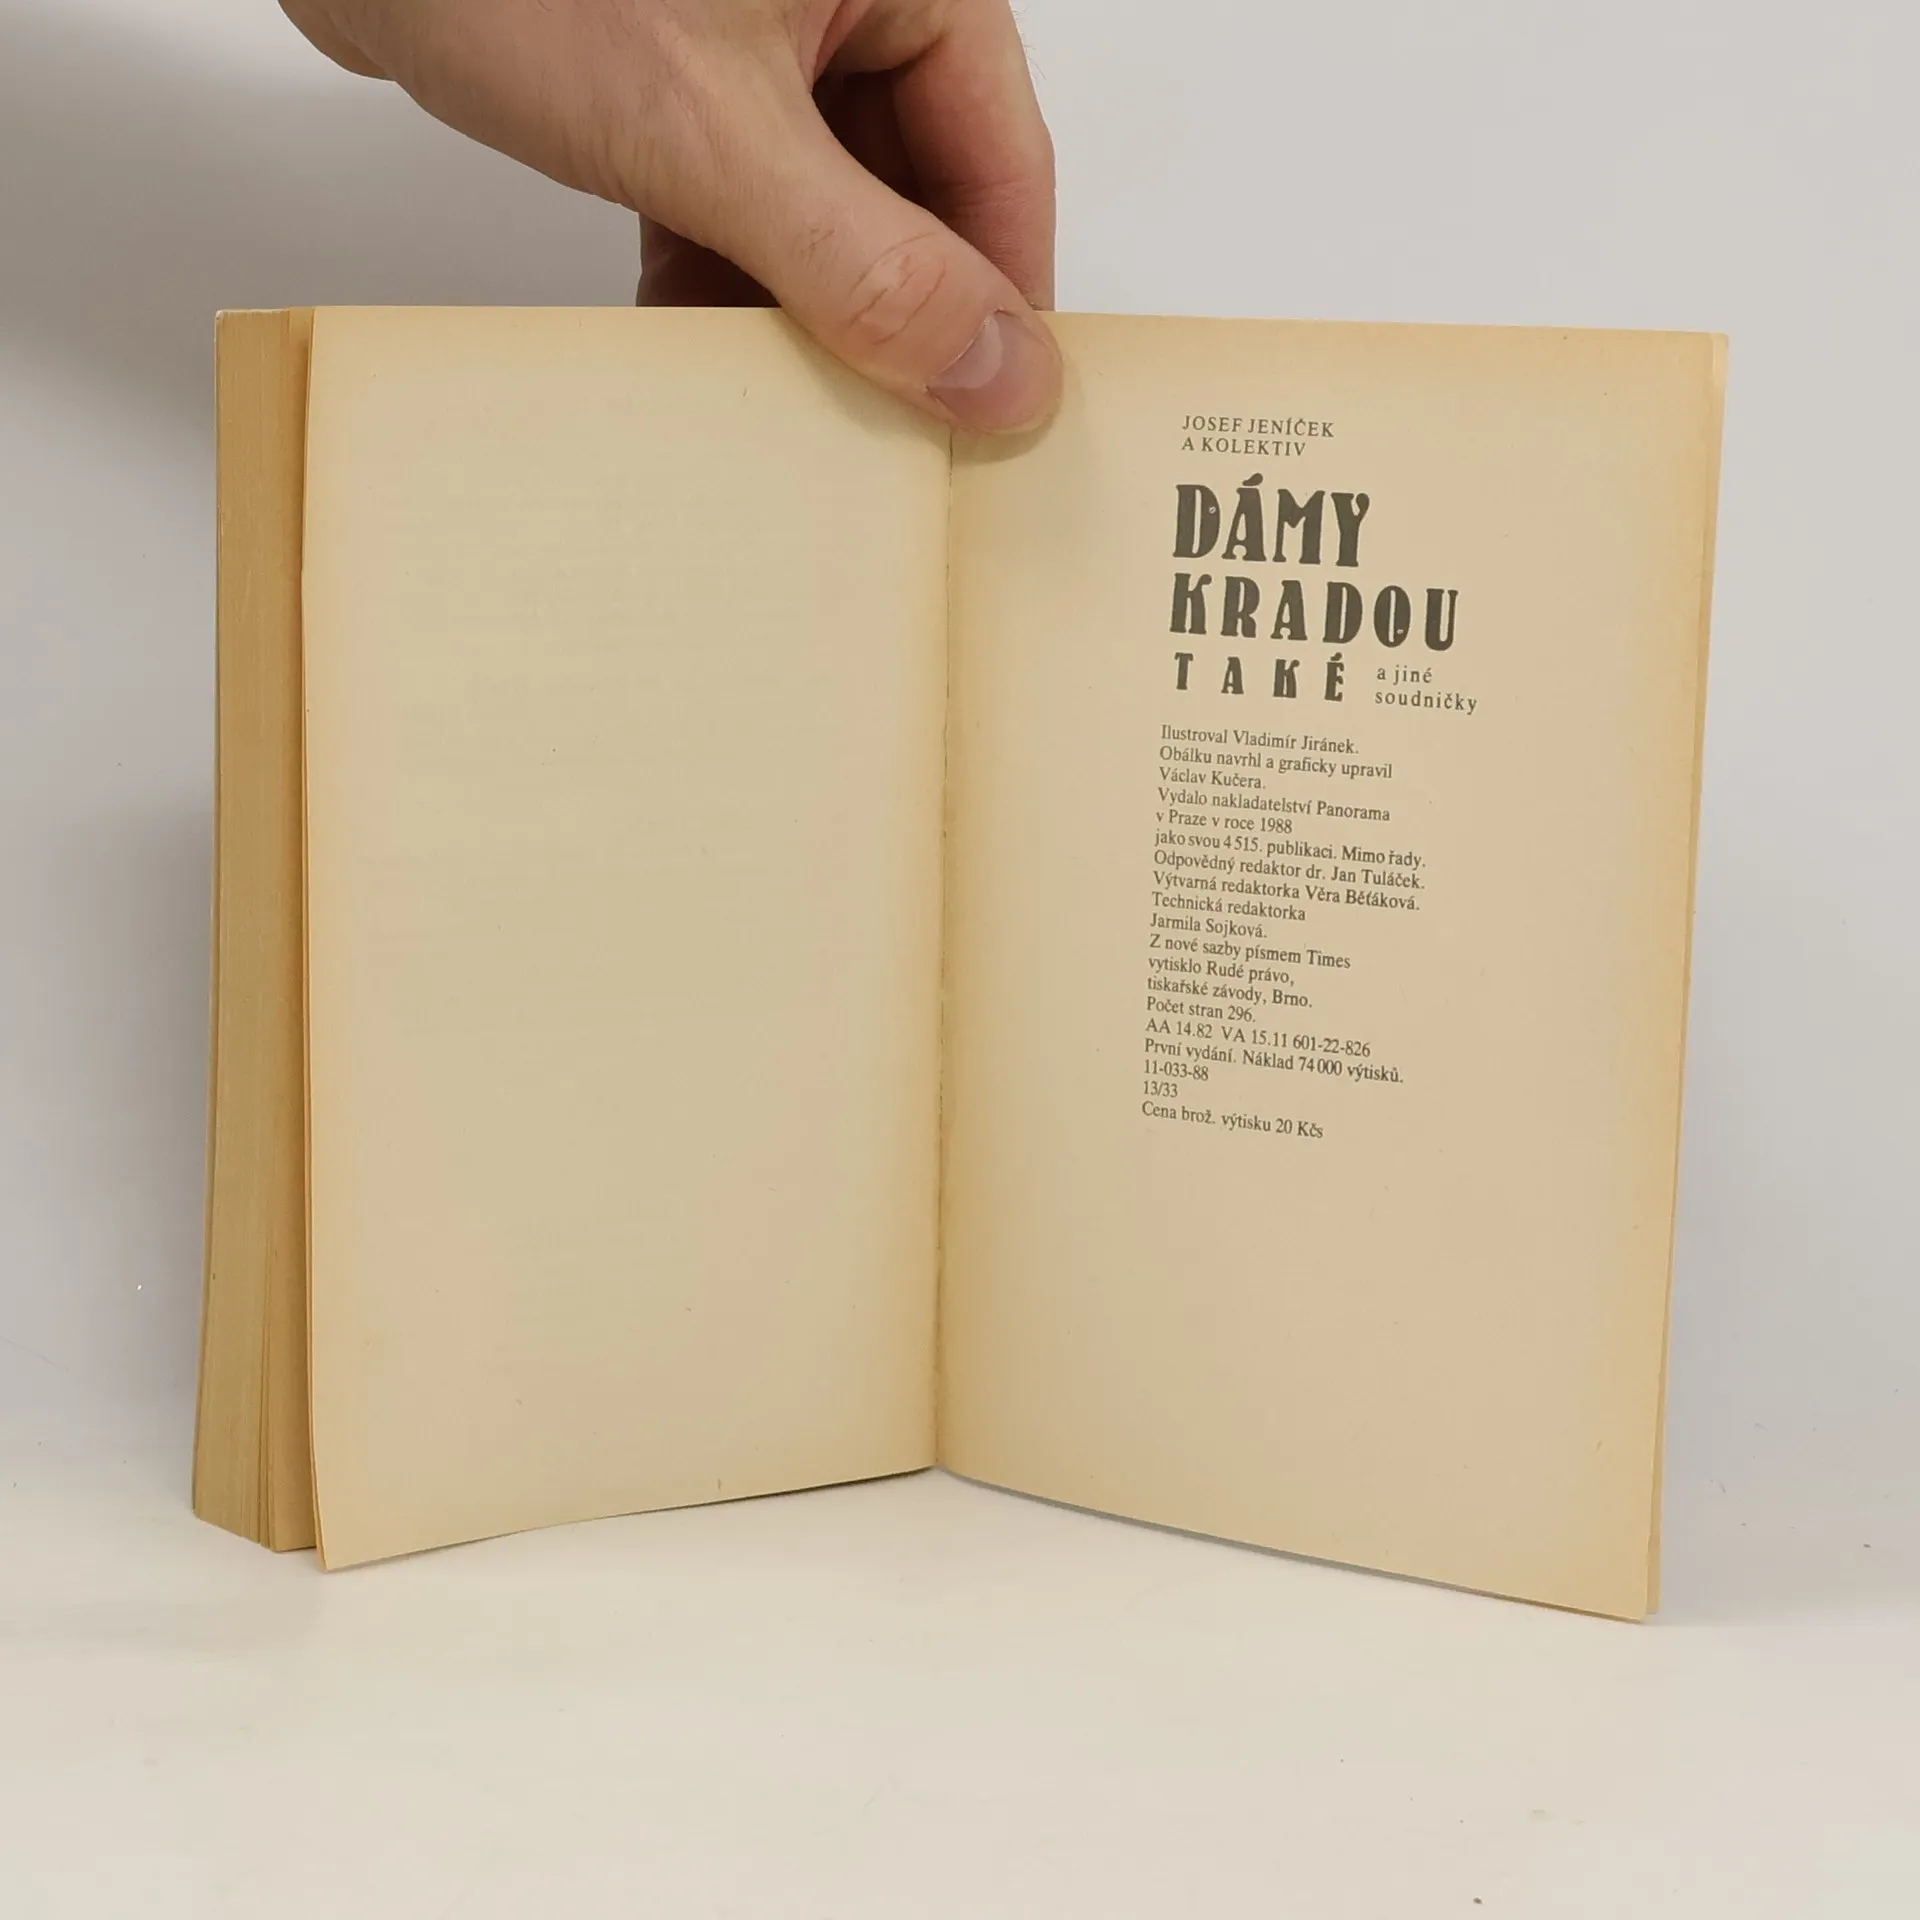 JOSEF JENÍČEK
A KOLEKTIV
DÁMY
KRADOU
TAKÉ
a jiné
soudničky
Ilustroval Vladimír Jiránek.
Obálku navrhl a graficky upravil
Václav Kučera.
Vydalo nakladatelství Panorama
v Praze v roce 1988
jako svou 4 515. publikaci. Mimo řady.
Odpovědný redaktor dr. Jan Tuláček.
Výtvarná redaktorka Věra Běťáková.
Technická redaktorka
Jarmila Sojková.
Z nové sazby písmem Times
vytisklo Rudé právo,
tiskařské závody, Brno.
Počet stran 296.
AA 14.82 VA 15.11 601-22-826
První vydání. Náklad 74 000 výtisků.
11-033-88
13/33
Cena brož. výtisku 20 Kčs